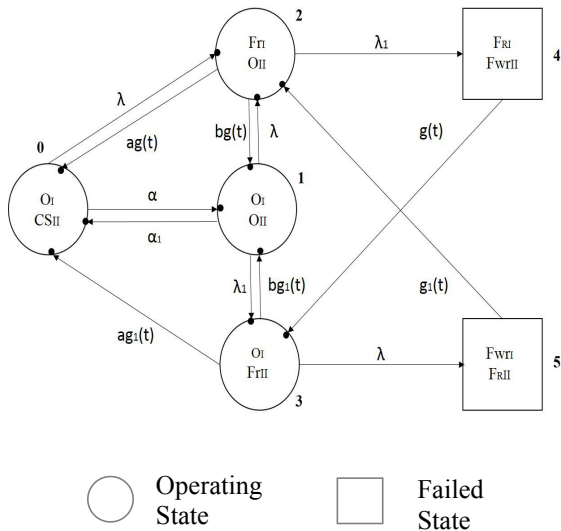 2
FrI
OII
λ1
FRI
FwrII
4
λ
ag(t)
bg(t)
λ
g(t)
0
OI
CSII
α
α1
1
OI
OII
λ1
bg1(t)
g1(t)
ag1(t)
OI
FrII
3
λ
FwrI
FRII
5
Operating
State
Failed
State